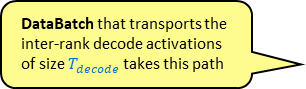 DataBatch that transports the
inter-rank decode activations
of size T_decode takes this path